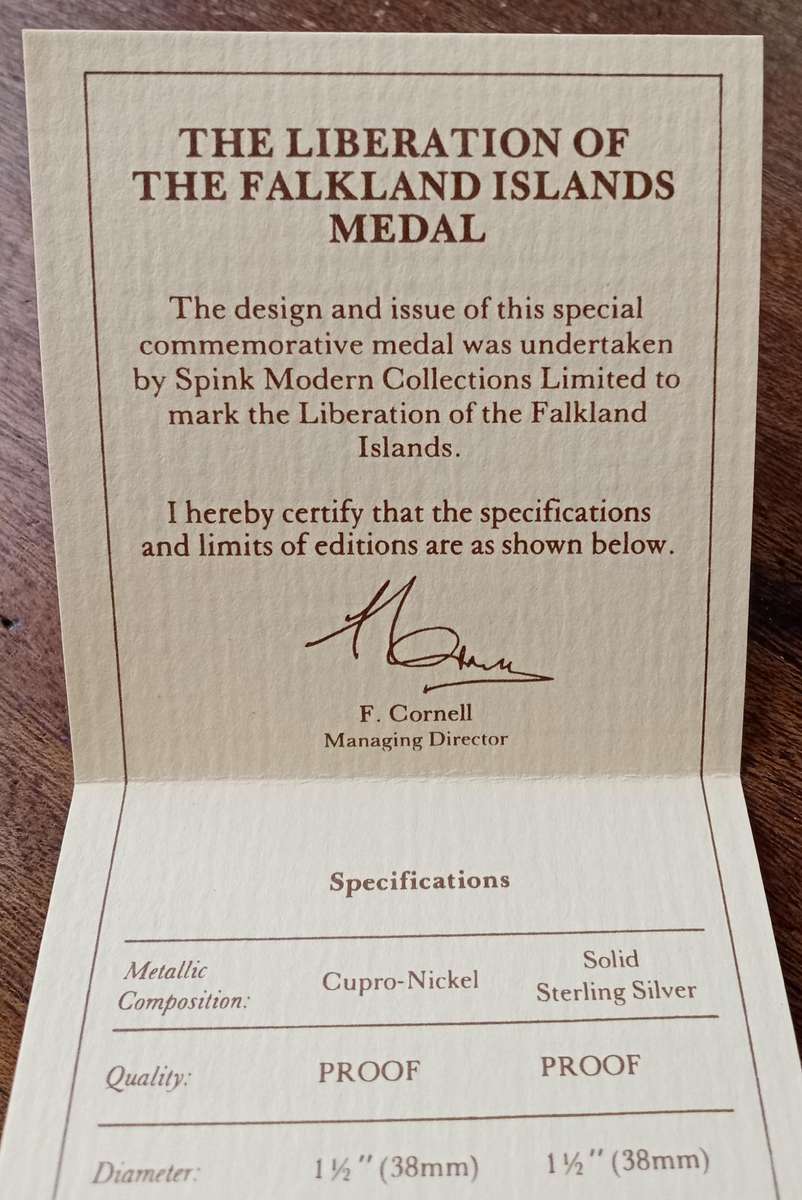 THE LIBERATION OF
THE FALKLAND ISLANDS
MEDAL
The design and issue of this special
commemorative medal was undertaken
by Spink Modern Collections Limited to
mark the Liberation of the Falkland
Islands.
I hereby certify that the specifications
and limits of editions are as shown below.
F. Cornell
Managing Director
Specifications
Metallic Composition: Cupro-Nickel Solid Sterling Silver
Quality: PROOF PROOF
Diameter: 1½" (38mm) 1½" (38mm)